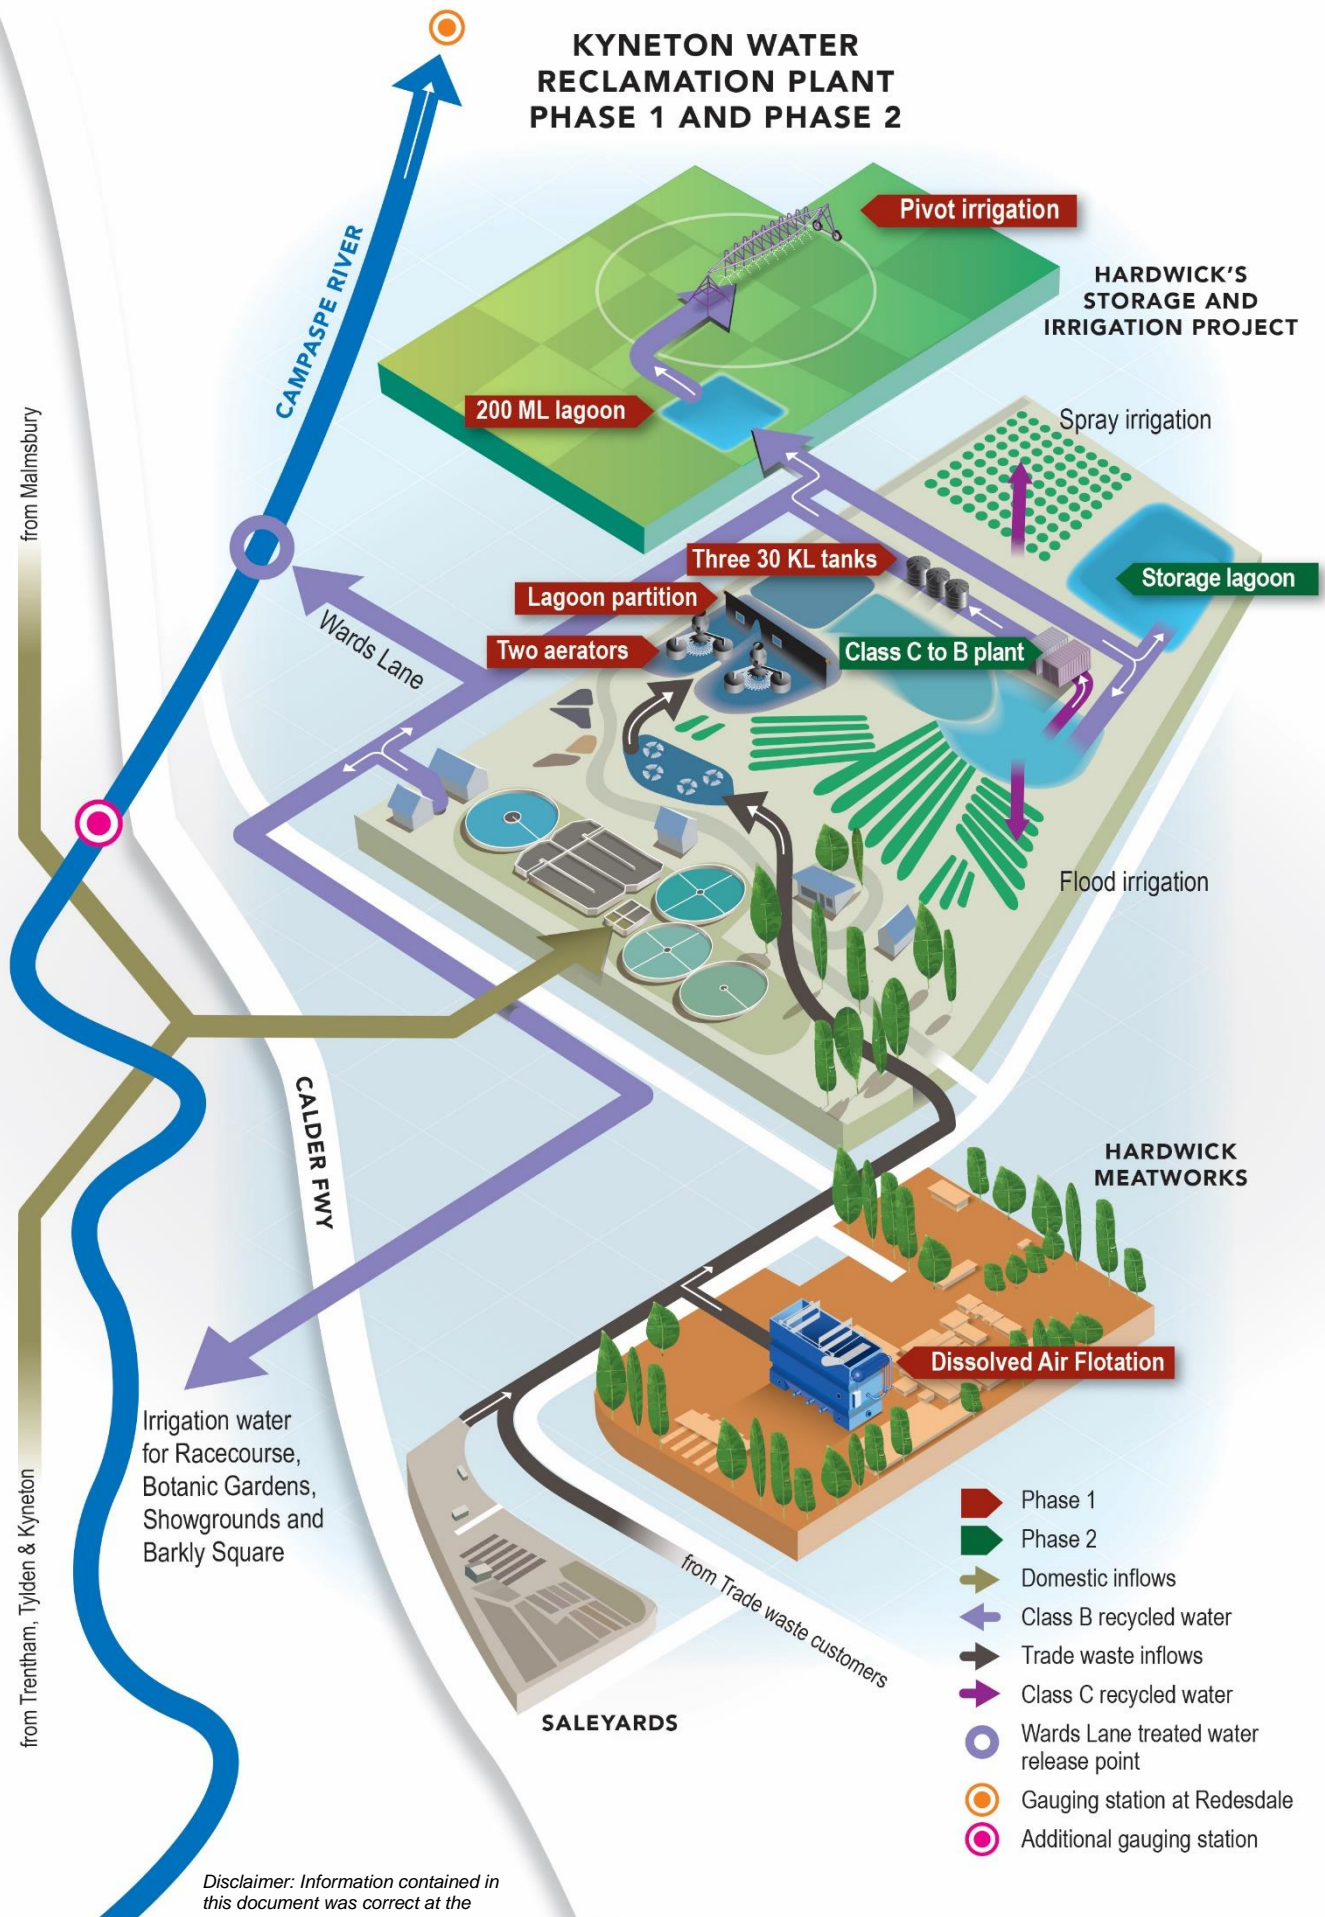 KYNETON WATER
RECLAMATION PLANT
PHASE 1 AND PHASE 2
CAMPASPE RIVER
Pivot irrigation
HARDWICK'S
STORAGE AND
IRRIGATION PROJECT
200 ML lagoon
Spray irrigation
from Malmsbury
Three 30 KL tanks
Storage lagoon
Lagoon partition
Wards Lane
Two aerators
Class C to B plant
Flood irrigation
CALDER FWY
HARDWICK
MEATWORKS
Dissolved Air Flotation
Irrigation water
for Racecourse,
Botanic Gardens,
Showgrounds and
Barkly Square
from Trentham, Tylden & Kyneton
from Trade waste customers
SALEYARDS
Phase 1
Phase 2
Domestic inflows
Class B recycled water
Trade waste inflows
Class C recycled water
Wards Lane treated water
release point
Gauging station at Redesdale
Additional gauging station
Disclaimer: Information contained in
this document was correct at the